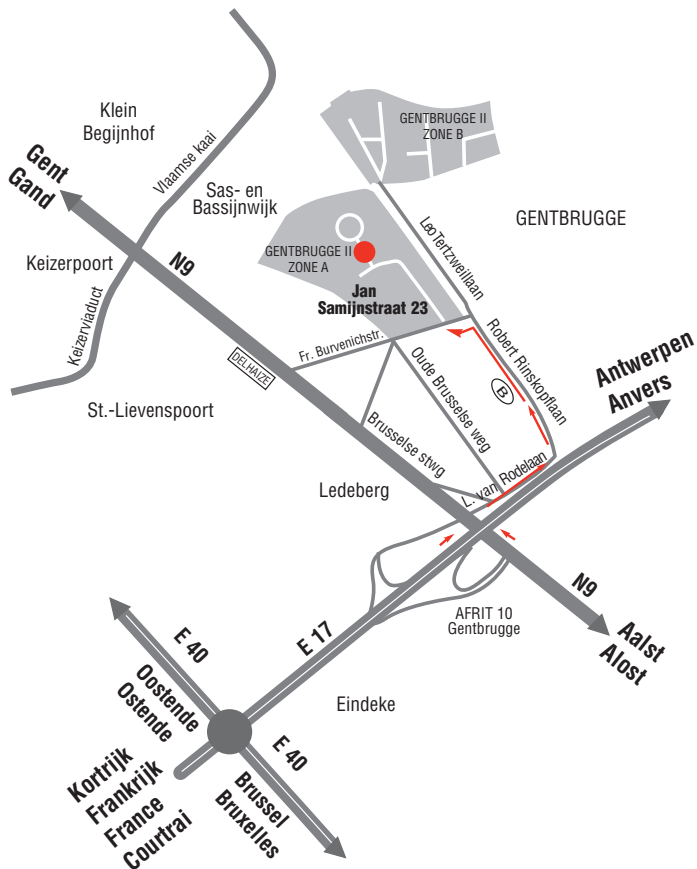 Klein
Begijnhof
Vlaamse kaai
Gent
Gand
Sas- en
Bassijnwijk
GENTBRUGGE II
ZONE B
GENTBRUGGE
Keizerpoort
N9
GENTBRUGGE II
ZONE A
Jan
Samijnstraat 23
Leo Tertzweillaan
Keizerviaduct
DELHAIZE
Fr. Burvenichstr.
Robert Rinskopflaan
Oude Brusselse weg
B
Antwerpen
Anvers
St.-Lievenspoort
Brusselse stwg
Ledeberg
L. van Rodelaan
N9
Aalst
Alost
AFRIT 10
Gentbrugge
E 17
E 40
Oostende
Ostende
Eindeke
E 40
Kortrijk
Frankrijk
France
Courtrai
Brussel
Bruxelles